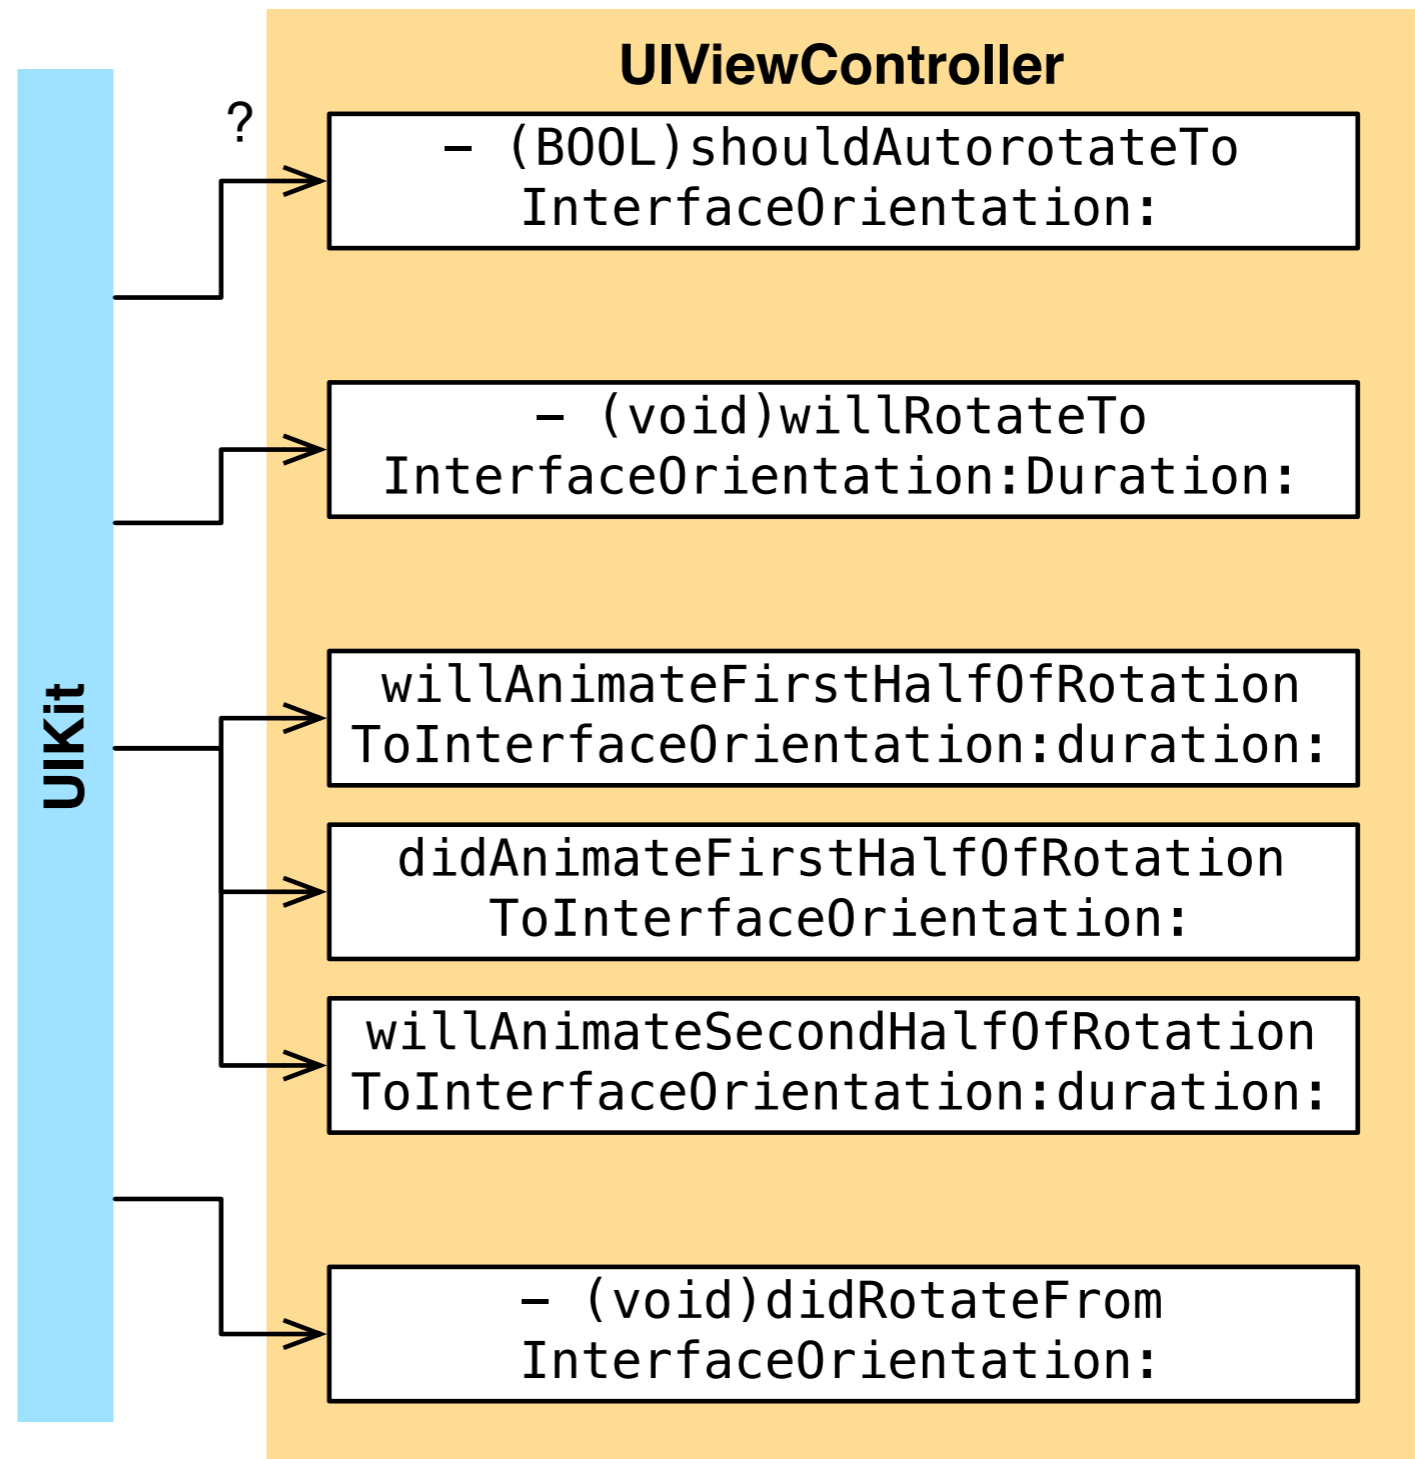 UIViewController
?
– (BOOL)shouldAutorotateTo
InterfaceOrientation:
– (void)willRotateTo
InterfaceOrientation:Duration:
UIKit
willAnimateFirstHalfOfRotation
ToInterfaceOrientation:duration:
didAnimateFirstHalfOfRotation
ToInterfaceOrientation:
willAnimateSecondHalfOfRotation
ToInterfaceOrientation:duration:
– (void)didRotateFrom
InterfaceOrientation: